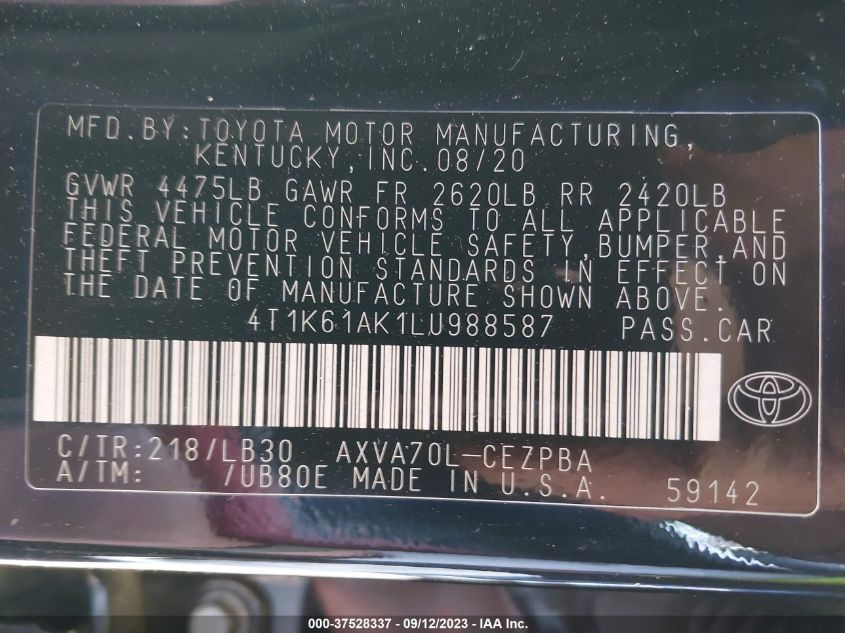 MFD.BY:TOYOTA MOTOR MANUFACTURING,
KENTUCKY, INC.08/20
GVWR 4475LB GAWR FR 2620LB RR 2420LB
THIS VEHICLE CONFORMS TO ALL APPLICABLE
FEDERAL MOTOR VEHICLE SAFETY,BUMPER,AND
THEFT PREVENTION STANDARDS IN EFFECT ON
THE DATE OF MANUFACTURE SHOWN ABOVE.
4T1K61AK1LU988587 PASS.CAR
C/TR:218/LB30 AXVA70L-CEZPBA
A/TM: /UB80E MADE IN U.S.A. 59142
000-37528337 - 09/12/2023 - IAA Inc.